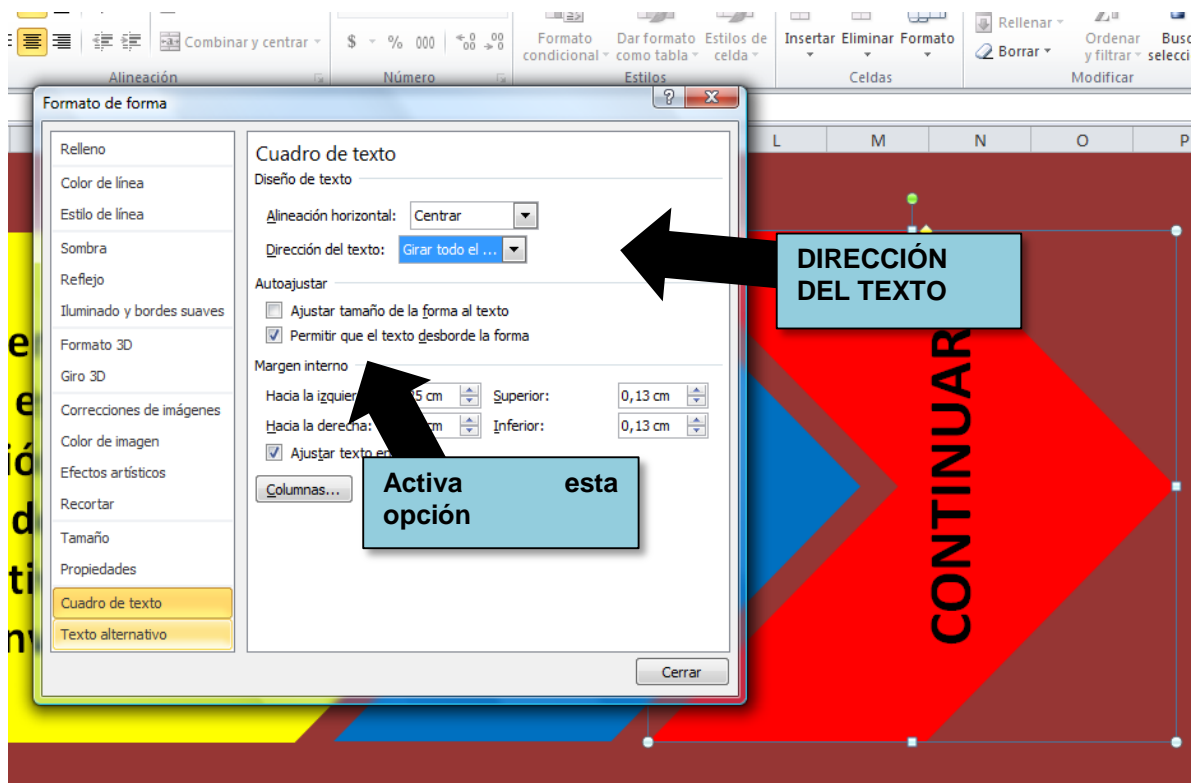 Combinar y centrar
$ % 000
Formato condicional
Dar formato como tabla
Estilos de celda
Insertar Eliminar Formato
Rellenar
Borrar
Ordenar y filtrar
Alineación
Número
Estilos
Celdas
Modificar
Formato de forma
L M N O P
Relleno
Color de línea
Estilo de línea
Sombra
Reflejo
Iluminado y bordes suaves
Formato 3D
Giro 3D
Correcciones de imágenes
Color de imagen
Efectos artísticos
Recortar
Tamaño
Propiedades
Cuadro de texto
Texto alternativo
Cuadro de texto
Diseño de texto
Alineación horizontal: Centrar
Dirección del texto: Girar todo el ...
Autoajustar
Ajustar tamaño de la forma al texto
Permitir que el texto desborde la forma
Margen interno
Hacia la cm Superior: 0,13 cm
Hacia la derecha: cm Inferior: 0,13 cm
Ajustar texto
Columnas...
Cerrar
DIRECCIÓN
DEL TEXTO
Activa esta
opción
CONTINUAR